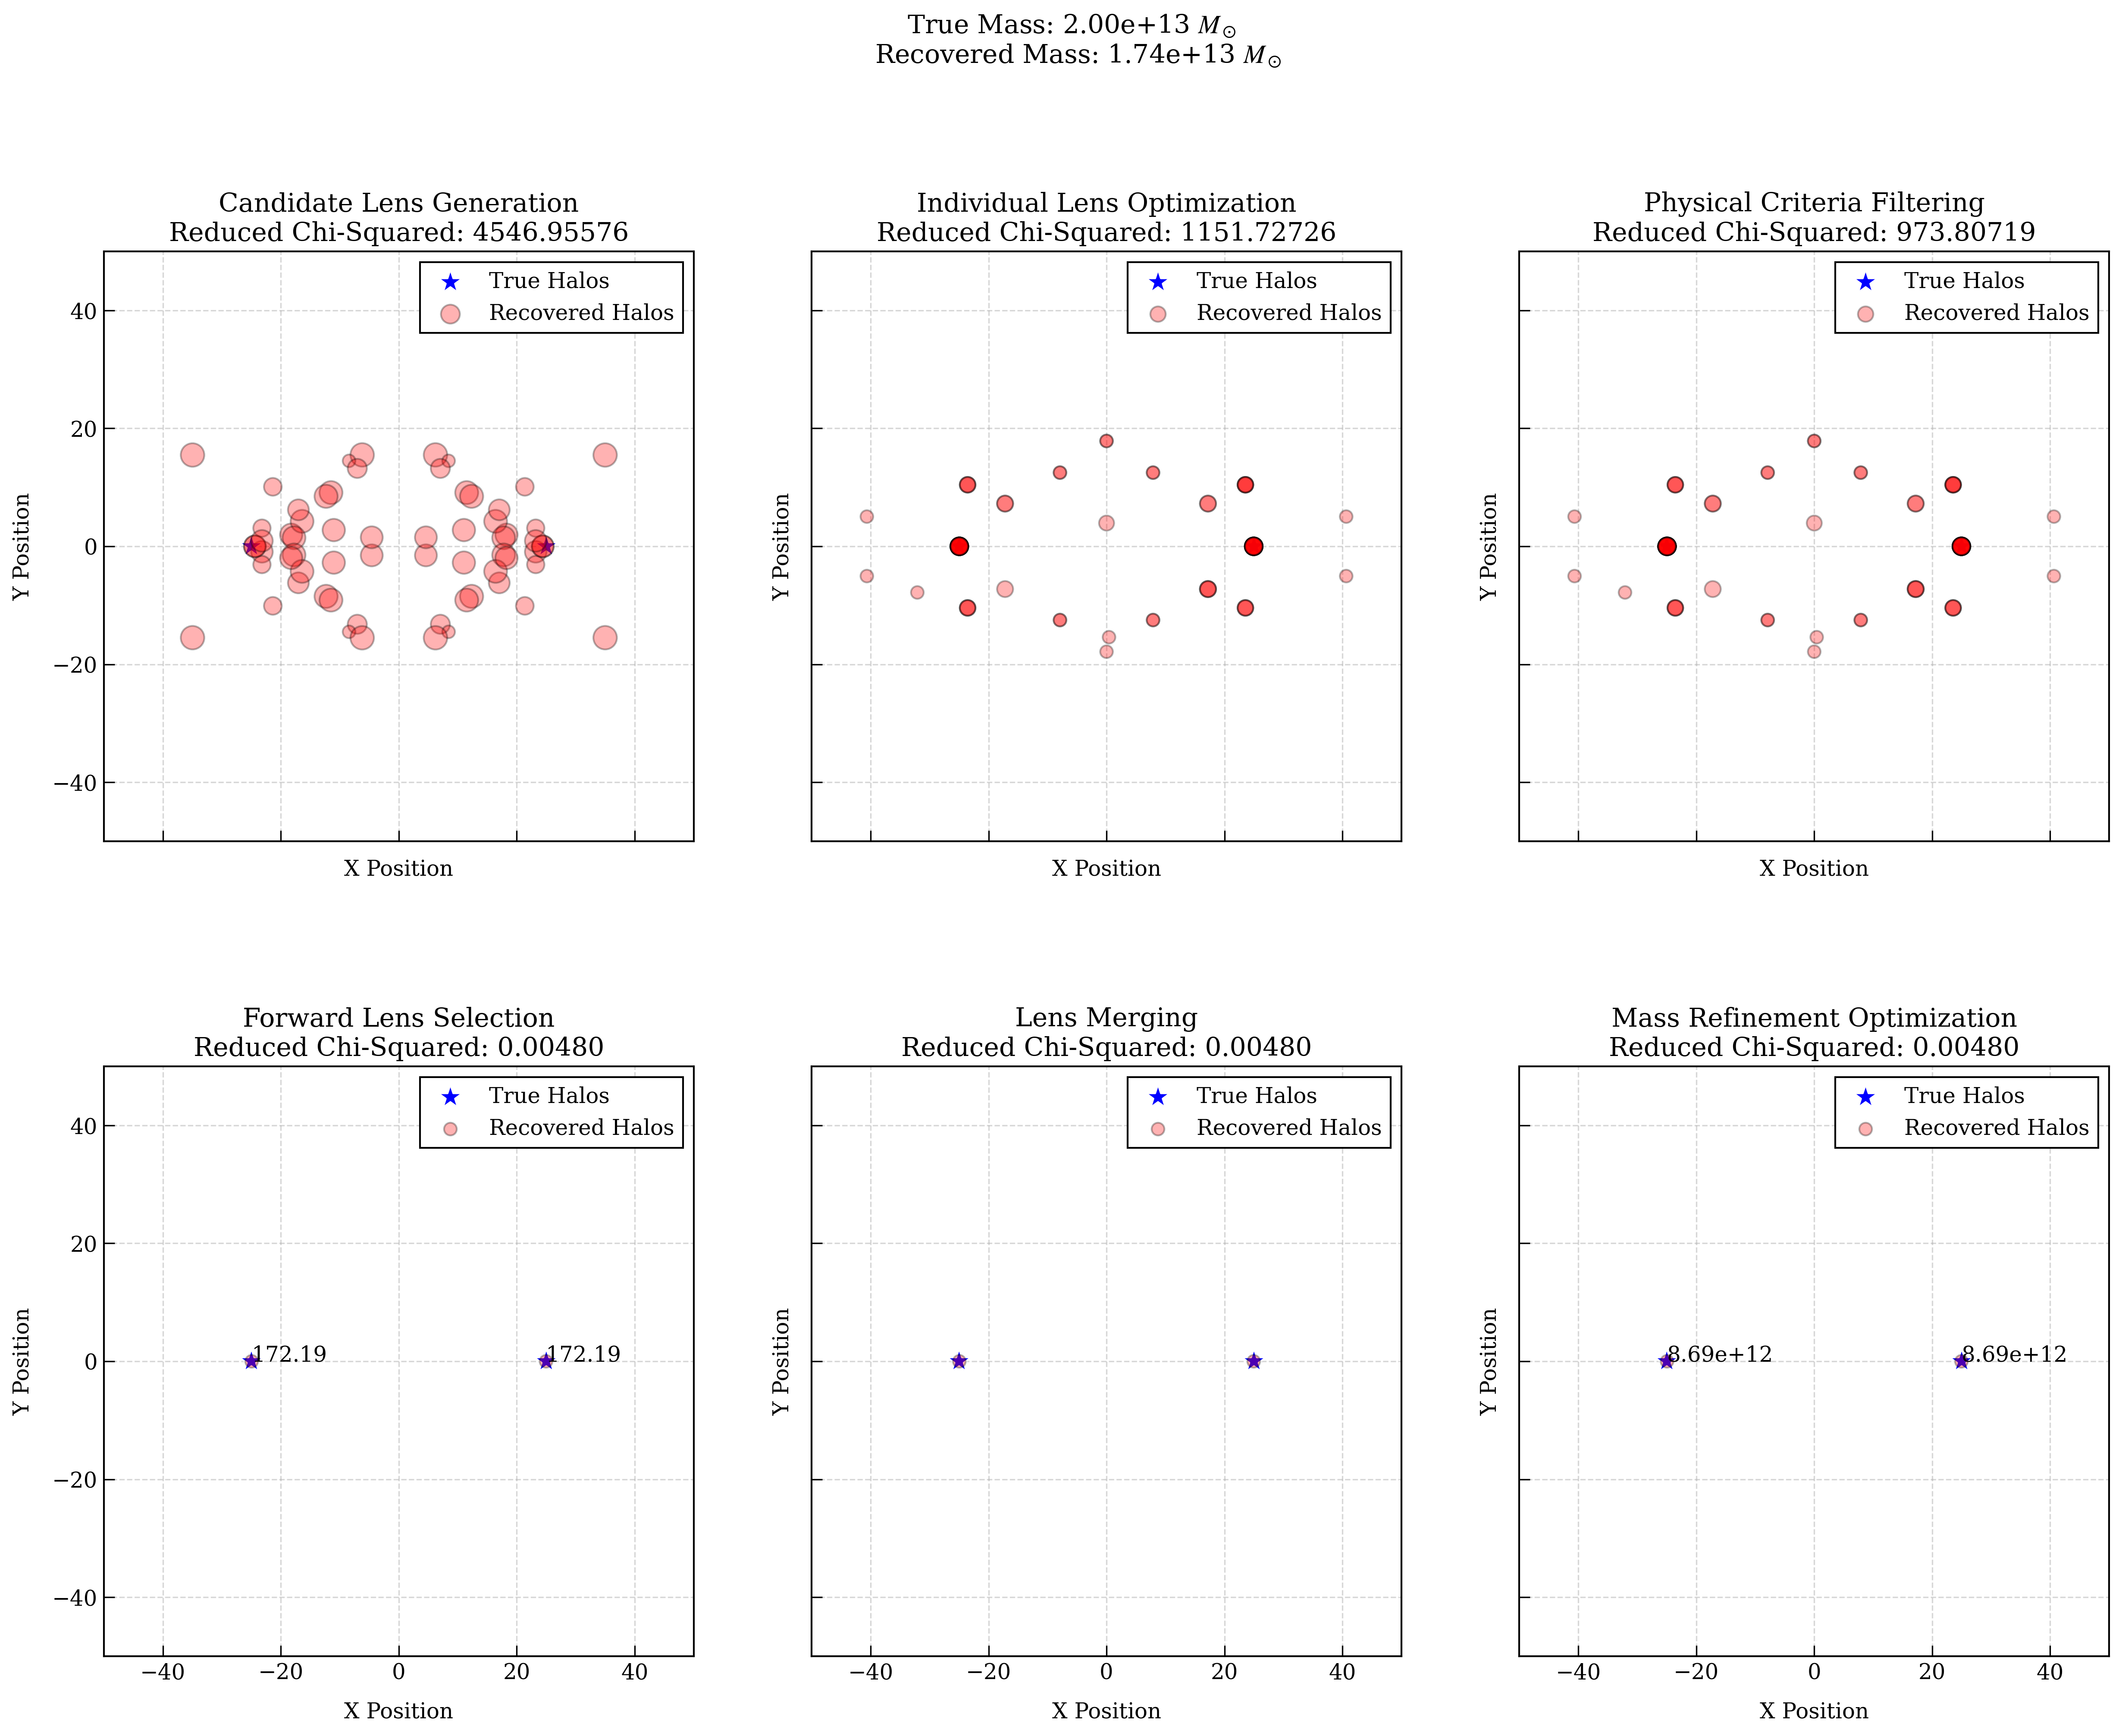 True Mass: 2.00e+13 M☉
Recovered Mass: 1.74e+13 M☉
Candidate Lens Generation
Reduced Chi-Squared: 4546.95576
True Halos
Recovered Halos
40
20
0
−20
−40
Y Position
X Position
Individual Lens Optimization
Reduced Chi-Squared: 1151.72726
True Halos
Recovered Halos
Y Position
X Position
Physical Criteria Filtering
Reduced Chi-Squared: 973.80719
True Halos
Recovered Halos
Y Position
X Position
Forward Lens Selection
Reduced Chi-Squared: 0.00480
True Halos
Recovered Halos
172.19 172.19
40
20
0
−20
−40
Y Position
−40 −20 0 20 40
X Position
Lens Merging
Reduced Chi-Squared: 0.00480
True Halos
Recovered Halos
Y Position
−40 −20 0 20 40
X Position
Mass Refinement Optimization
Reduced Chi-Squared: 0.00480
True Halos
Recovered Halos
8.69e+12 8.69e+12
Y Position
−40 −20 0 20 40
X Position